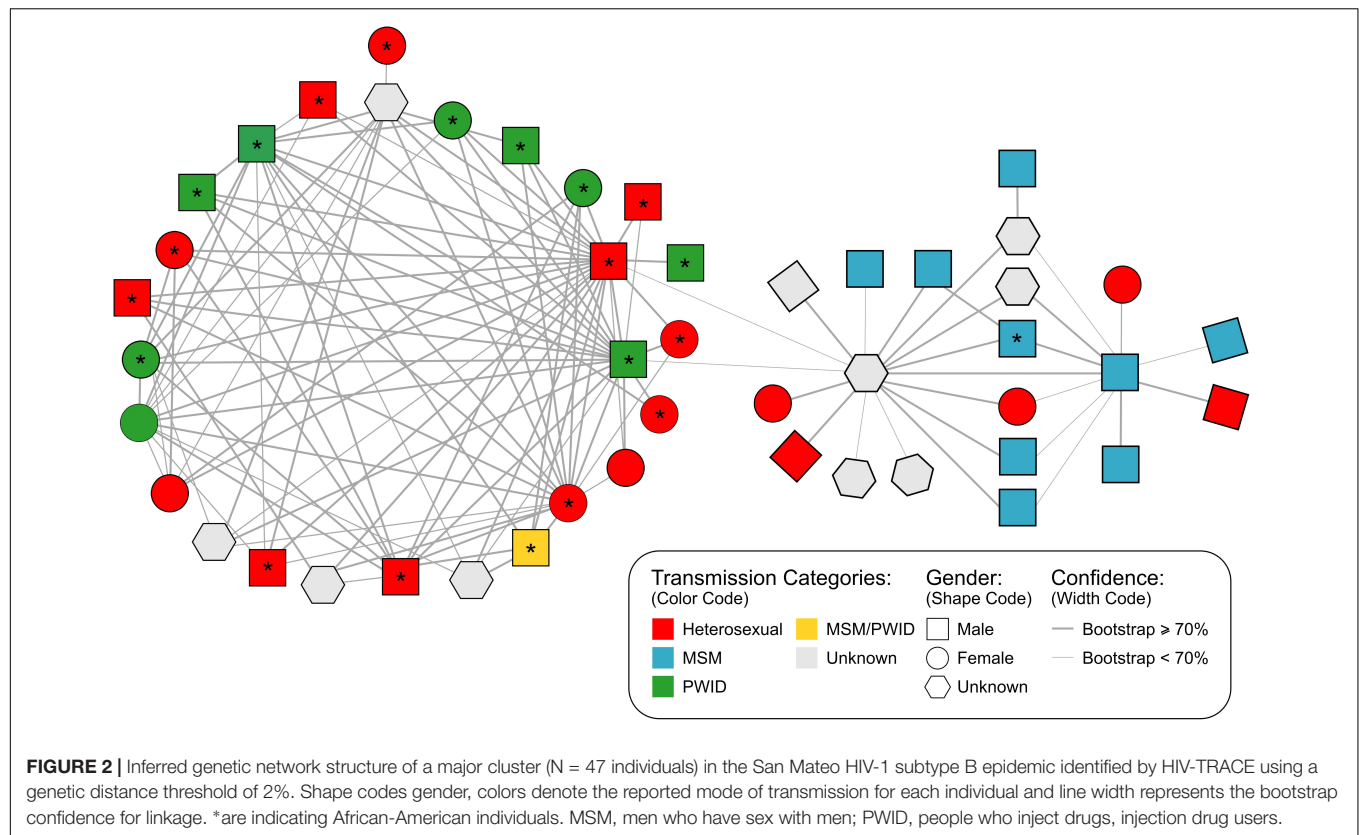 Transmission Categories:
(Color Code)
Heterosexual
MSM
PWID
MSM/PWID
Unknown
Gender:
(Shape Code)
Male
Female
Unknown
Confidence:
(Width Code)
Bootstrap ⩾ 70%
Bootstrap < 70%
FIGURE 2 | Inferred genetic network structure of a major cluster (N = 47 individuals) in the San Mateo HIV-1 subtype B epidemic identified by HIV-TRACE using a
genetic distance threshold of 2%. Shape codes gender, colors denote the reported mode of transmission for each individual and line width represents the bootstrap
confidence for linkage. *are indicating African-American individuals. MSM, men who have sex with men; PWID, people who inject drugs, injection drug users.